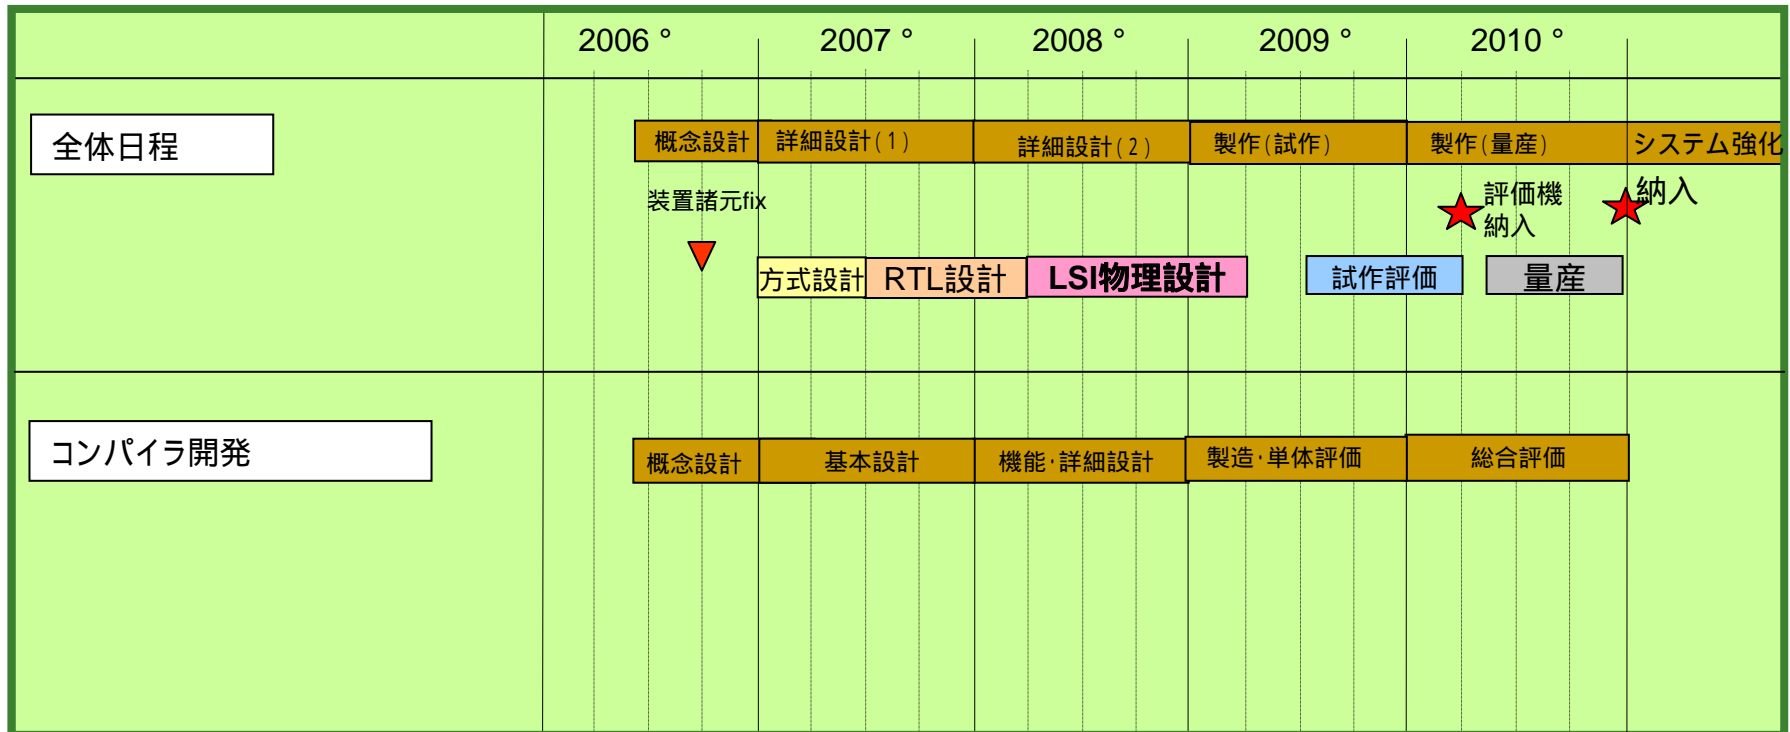 2006 °
2007 °
2008 °
2009 °
2010 °
全体日程
概念設計
詳細設計(1)
詳細設計(2)
製作(試作)
製作(量産)
システム強化
装置諸元fix
評価機
納入
納入
方式設計
RTL設計
LSI物理設計
試作評価
量産
コンパイラ開発
概念設計
基本設計
機能·詳細設計
製造·単体評価
総合評価